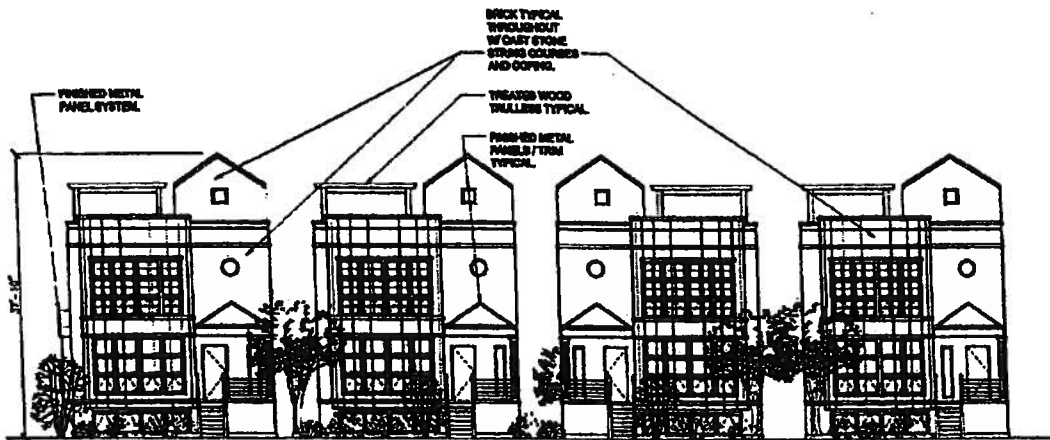 BRICK TYPICAL
THROUGHOUT
W/ CAST STONE
STRING COURSES
AND COPING.
FINISHED METAL
PANEL SYSTEM.
TREATED WOOD
TYPICAL.
FINISHED METAL
PANELS / TRIM
TYPICAL.